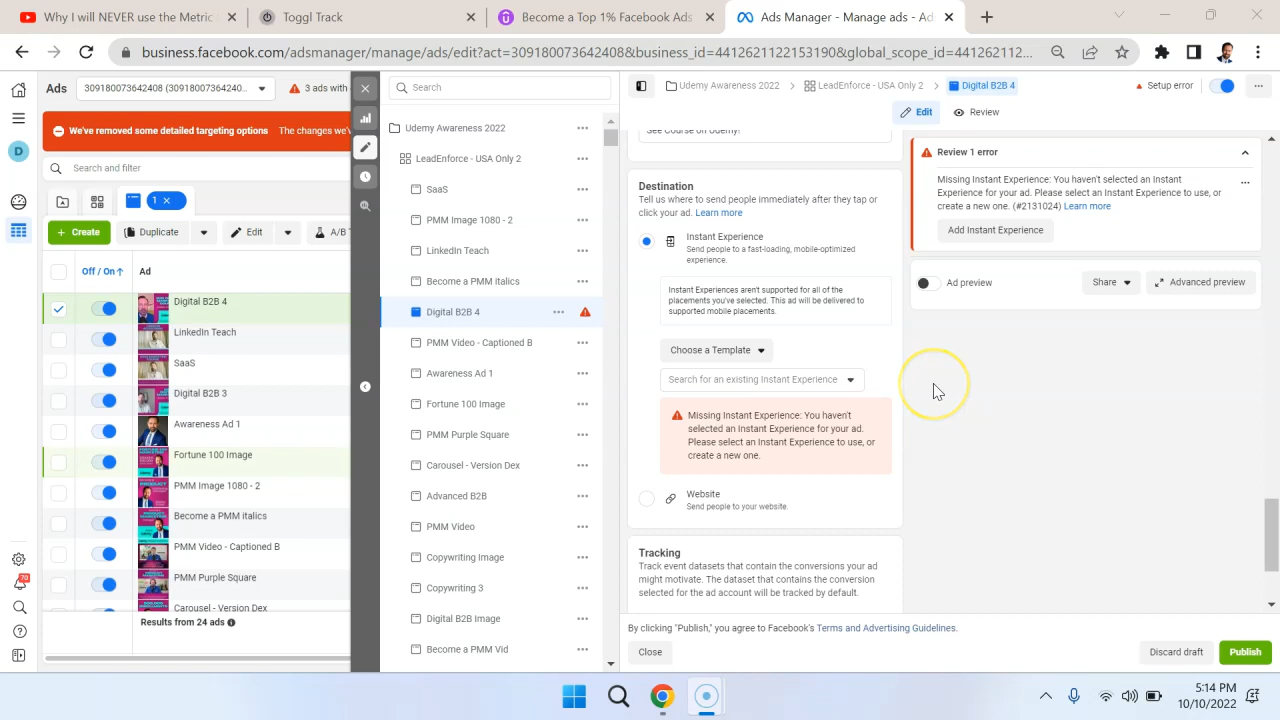 Why I will NEVER use the Metric
Toggl Track
Become a Top 1% Facebook Ads
Ads Manager - Manage ads - Ad
business.facebook.com/adsmanager/manage/ads/edit?act=309180073642408&business_id=4412621122153190&global_scope_id=441262112...
Ads
309180073642408 (309180073640...
3 ads with
We've removed some detailed targeting options
The changes we'v
Search and filter
1
Create
Duplicate
Edit
A/B T
Off / On
Ad
Digital B2B 4
LinkedIn Teach
SaaS
Digital B2B 3
Awareness Ad 1
Fortune 100 Image
PMM Image 1080 - 2
Become a PMM italics
PMM Video - Captioned B
PMM Purple Square
Carousel - Version Dex
Results from 24 ads
70
Search
Udemy Awareness 2022
LeadEnforce - USA Only 2
SaaS
PMM Image 1080 - 2
LinkedIn Teach
Become a PMM italics
Digital B2B 4
PMM Video - Captioned B
Awareness Ad 1
Fortune 100 Image
PMM Purple Square
Carousel - Version Dex
Advanced B2B
PMM Video
Copywriting Image
Copywriting 3
Digital B2B Image
Become a PMM Vid
Udemy Awareness 2022
LeadEnforce - USA Only 2
Digital B2B 4
Setup error
Edit
Review
See Course on Udemy!
Destination
Tell us where to send people immediately after they tap or
click your ad. Learn more
Instant Experience
Send people to a fast-loading, mobile-optimized
experience.
Instant Experiences aren't supported for all of the
placements you've selected. This ad will be delivered to
supported mobile placements.
Choose a Template
Search for an existing Instant Experience
Missing Instant Experience: You haven't
selected an Instant Experience for your ad.
Please select an Instant Experience to use, or
create a new one.
Website
Send people to your website.
Tracking
Track event datasets that contain the conversions your ad
might motivate. The dataset that contains the conversion
selected for the ad account will be tracked by default.
Review 1 error
Missing Instant Experience: You haven't selected an Instant
Experience for your ad. Please select an Instant Experience to use, or
create a new one. (#2131024) Learn more
Add Instant Experience
Ad preview
Share
Advanced preview
By clicking "Publish," you agree to Facebook's Terms and Advertising Guidelines.
Close
Discard draft
Publish
5:14 PM
10/10/2022